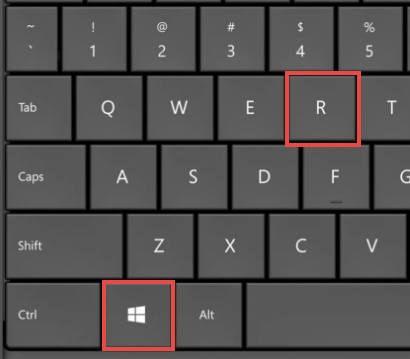 ~ ! @ # $ %
` 1 2 3 4 5
Tab Q W E R T
Caps A S D F G
Shift Z X C V
Ctrl Alt